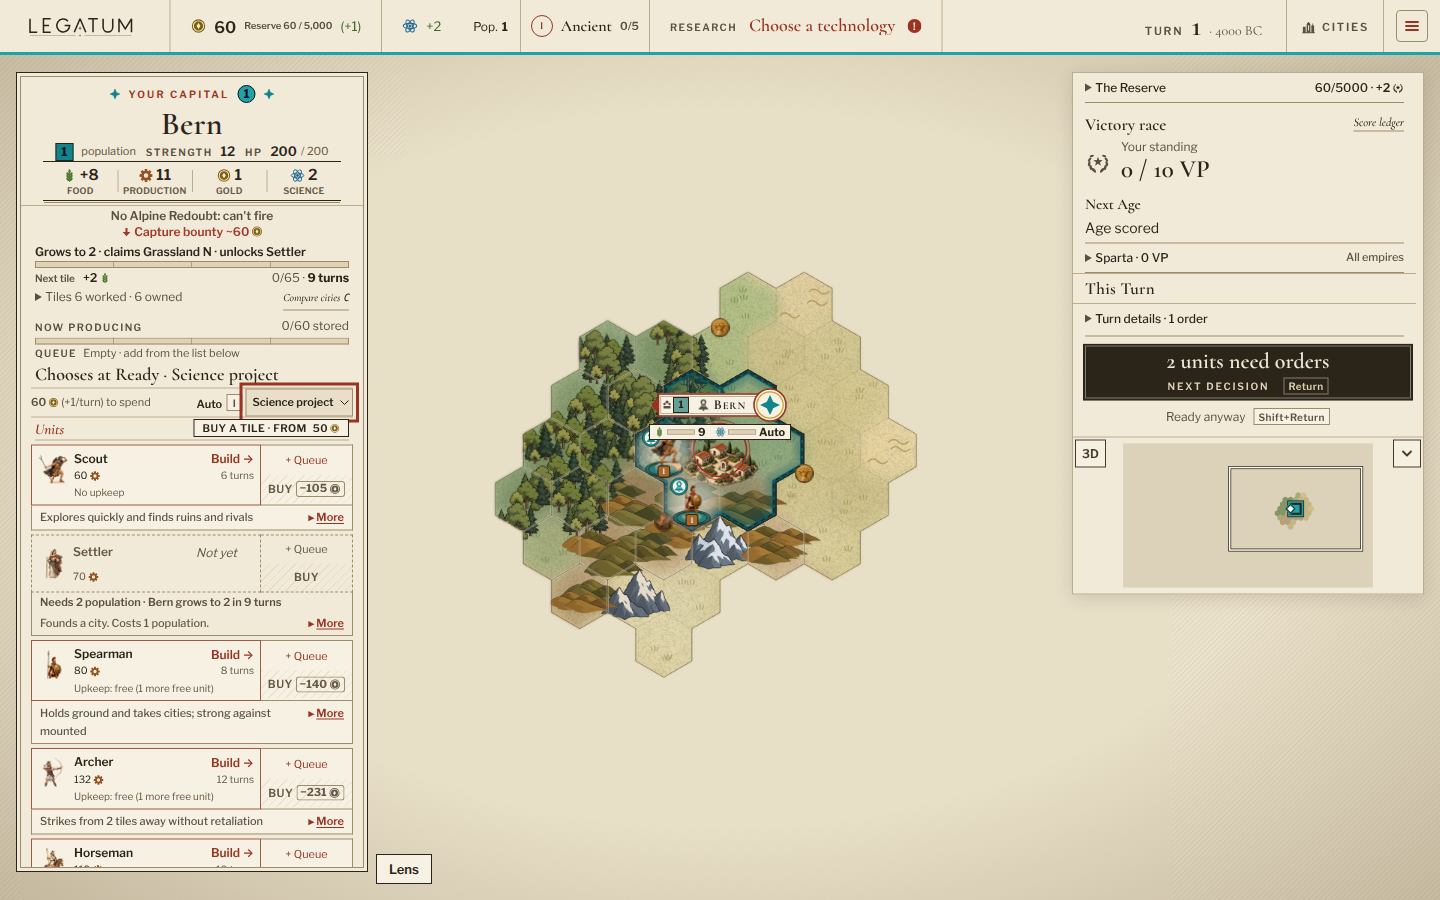 LEGATUM
60 Reserve 60 / 5,000 (+1)
+2 Pop. 1
I Ancient 0/5
RESEARCH Choose a technology !
TURN 1 · 4000 BC
CITIES
YOUR CAPITAL 1
Bern
1 population STRENGTH 12 HP 200 / 200
+8 11 1 2
FOOD PRODUCTION GOLD SCIENCE
No Alpine Redoubt: can't fire
Capture bounty ~60
Grows to 2 · claims Grassland N · unlocks Settler
Next tile +2 0/65 · 9 turns
Tiles 6 worked · 6 owned Compare cities C
NOW PRODUCING 0/60 stored
QUEUE Empty · add from the list below
Chooses at Ready · Science project
60 (+1/turn) to spend Auto I Science project
Units BUY A TILE · FROM 50
Scout Build → + Queue
60 6 turns
No upkeep BUY −105
Explores quickly and finds ruins and rivals More
Settler Not yet + Queue
70 BUY
Needs 2 population · Bern grows to 2 in 9 turns
Founds a city. Costs 1 population. More
Spearman Build → + Queue
80 8 turns
Upkeep: free (1 more free unit) BUY −140
Holds ground and takes cities; strong against More
mounted
Archer Build → + Queue
132 12 turns
Upkeep: free (1 more free unit) BUY −231
Strikes from 2 tiles away without retaliation More
Horseman Build → + Queue
Lens
1 BERN
9 Auto
I
I
The Reserve 60/5000 · +2
Victory race Score ledger
Your standing
0 / 10 VP
Next Age
Age scored
Sparta · 0 VP All empires
This Turn
Turn details · 1 order
2 units need orders
NEXT DECISION Return
Ready anyway Shift+Return
3D